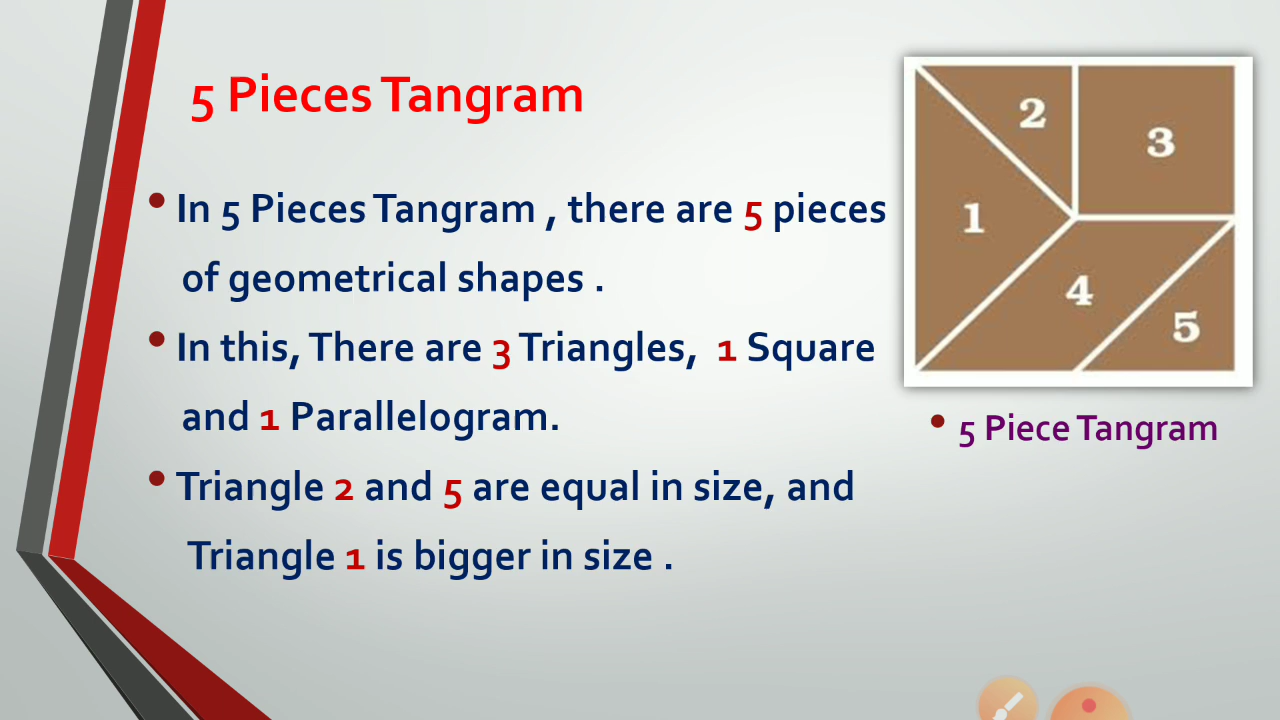 5 Pieces Tangram
• In 5 Pieces Tangram , there are 5 pieces
of geometrical shapes .
• In this, There are 3 Triangles, 1 Square
and 1 Parallelogram.
• Triangle 2 and 5 are equal in size, and
Triangle 1 is bigger in size .
2
3
1
4
5
• 5 Piece Tangram